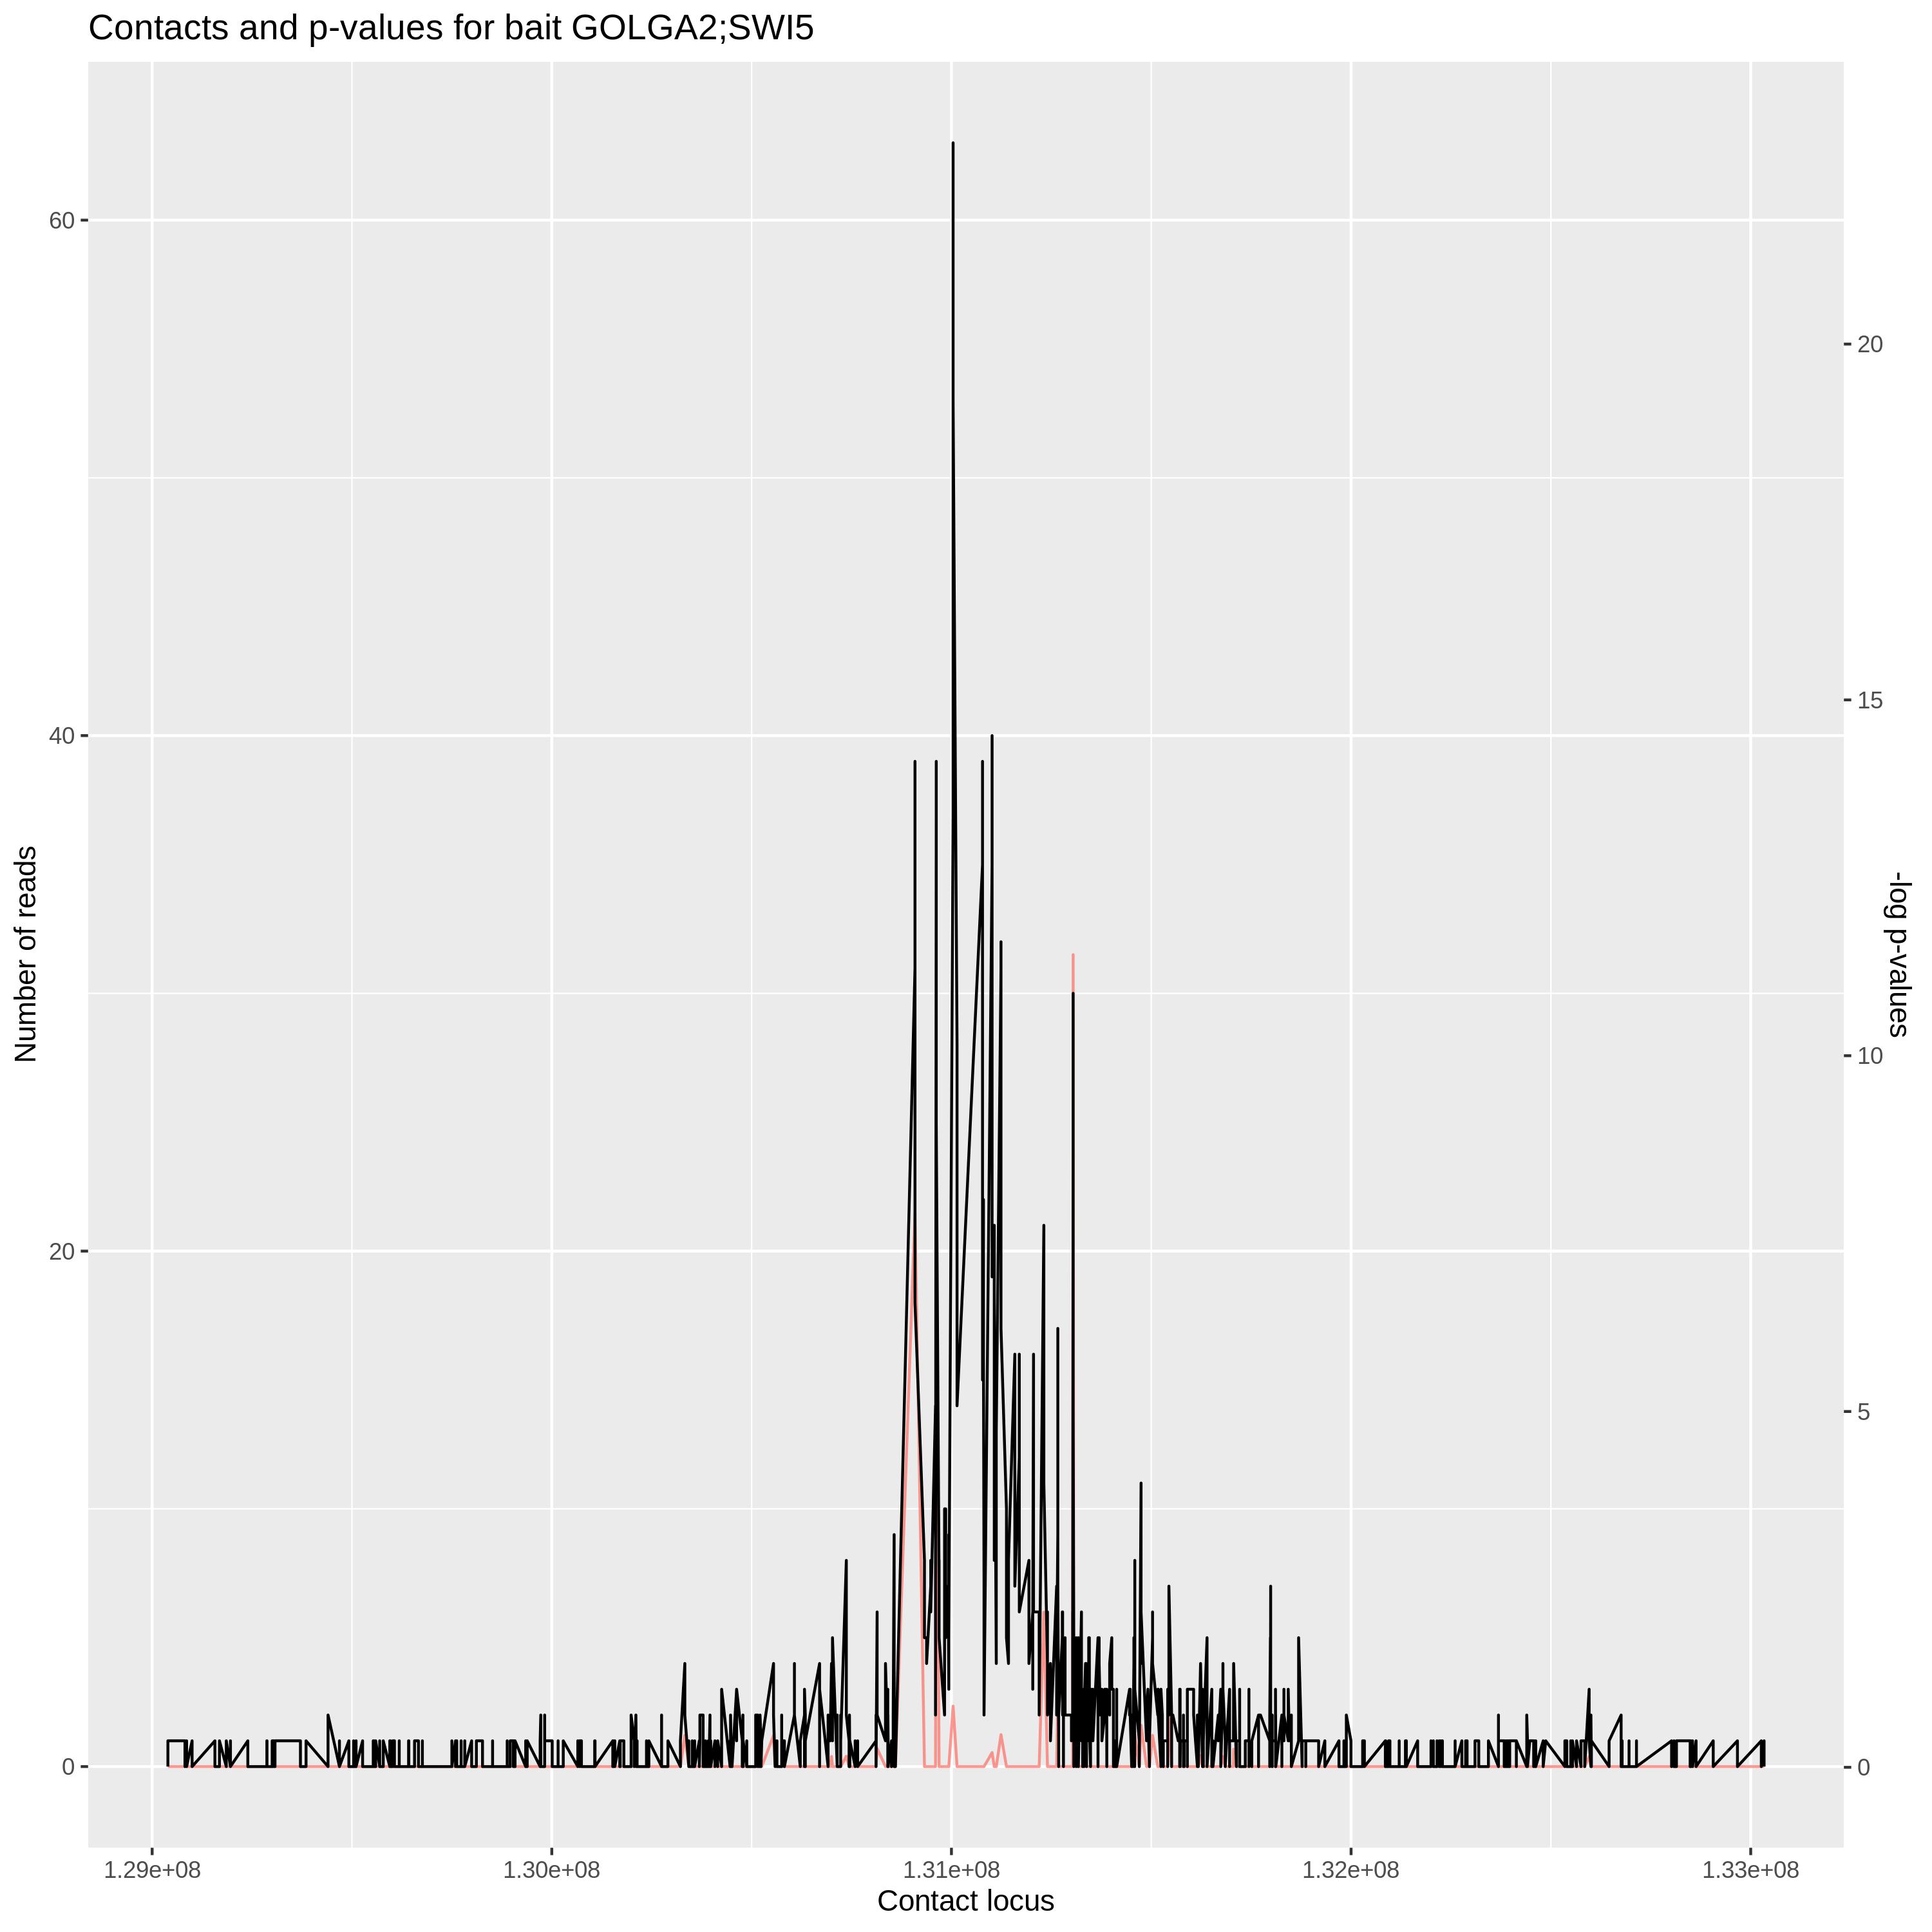 Contacts and p-values for bait GOLGA2;SWI5
60
40
20
0
Number of reads
20
15
10
5
0
-log p-values
1.29e+08
1.30e+08
1.31e+08
1.32e+08
1.33e+08
Contact locus